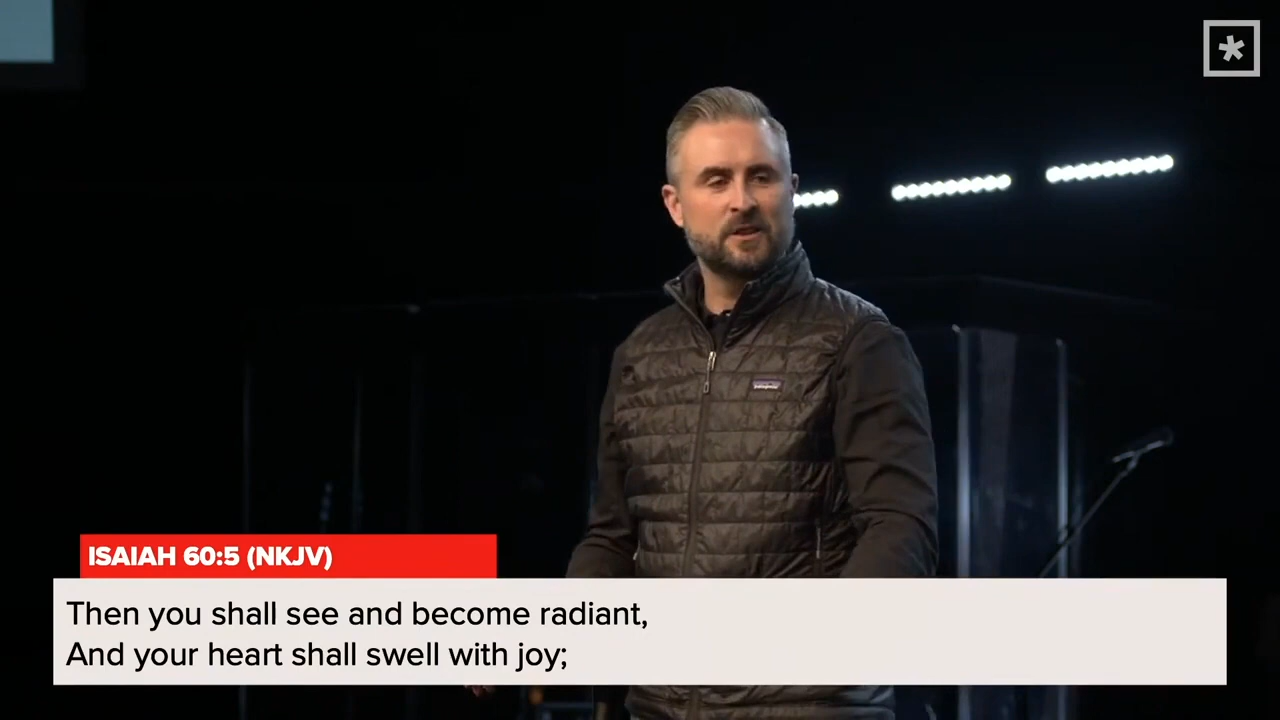 ISAIAH 60:5 (NKJV)
Then you shall see and become radiant,
And your heart shall swell with joy;